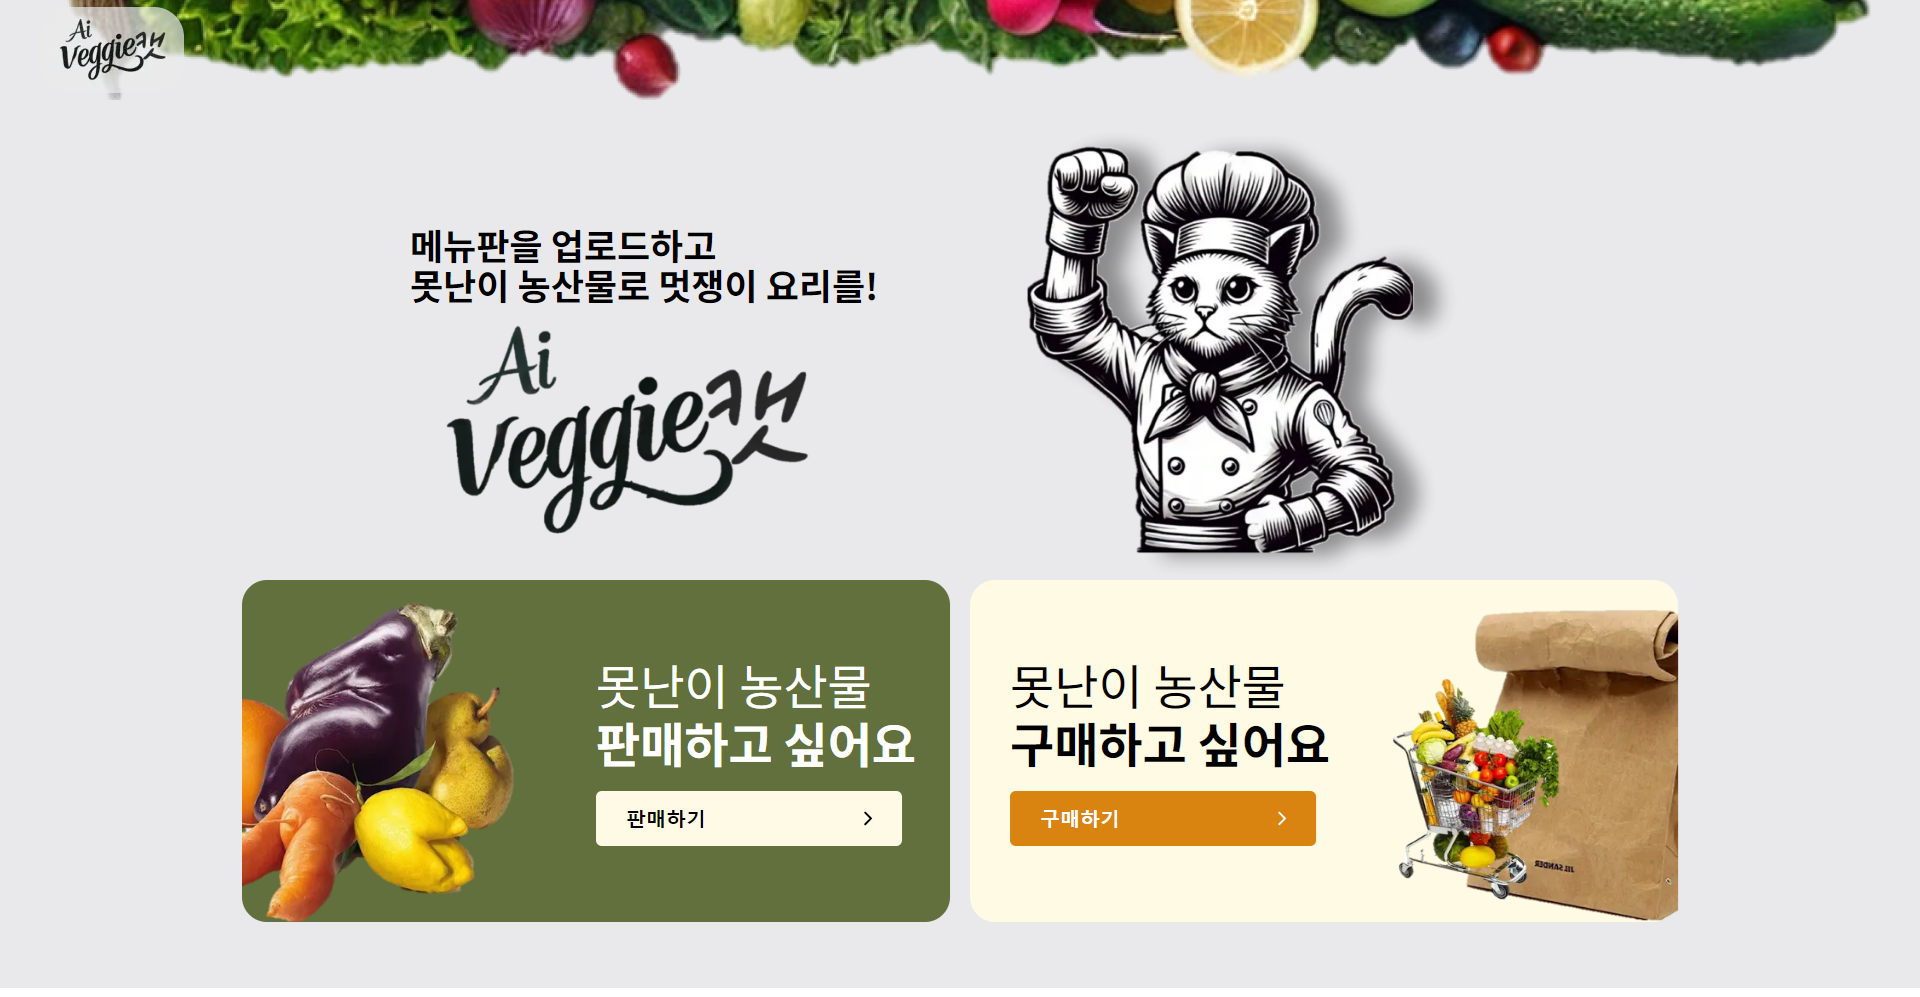 Ai
Veggie캣
메뉴판을 업로드하고
못난이 농산물로 멋쟁이 요리를!
Ai
Veggie캣
못난이 농산물
판매하고 싶어요
판매하기
못난이 농산물
구매하고 싶어요
구매하기
JIL SANDER